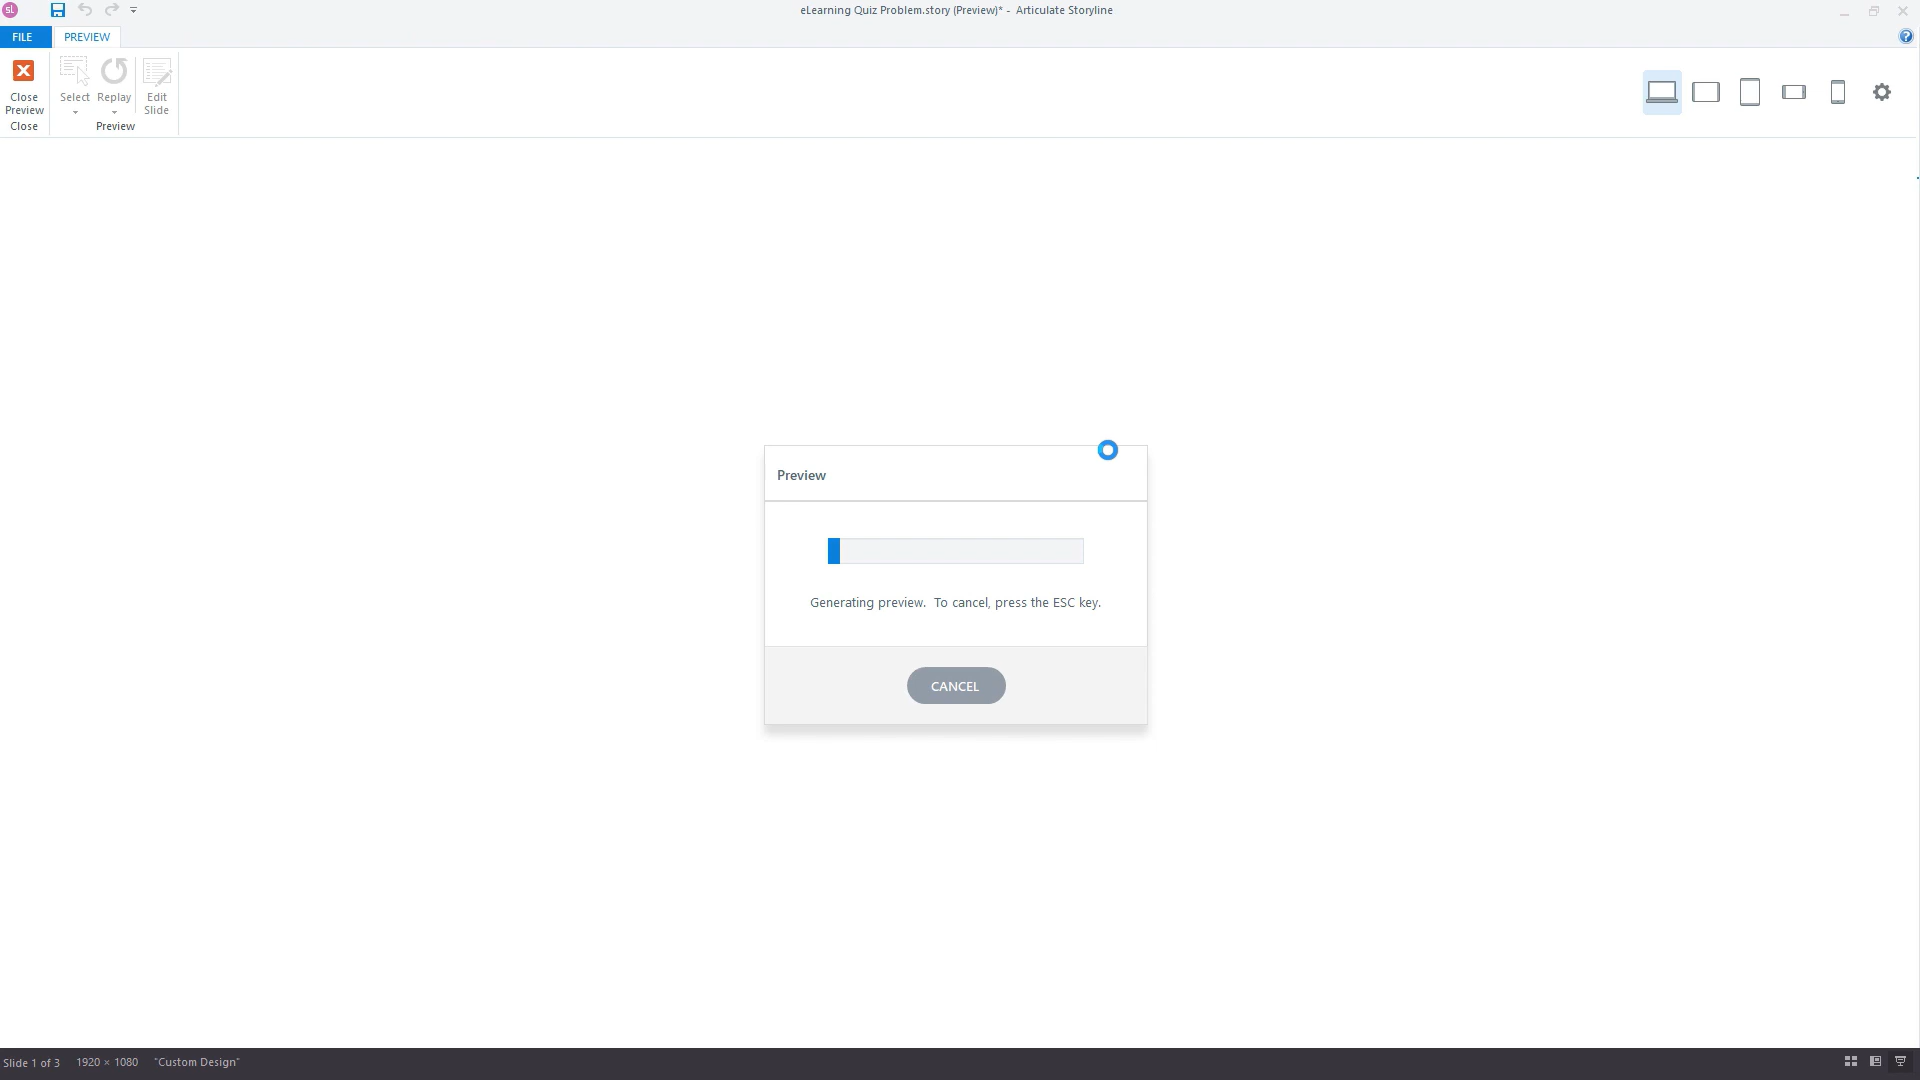 SL
eLearning Quiz Problem.story (Preview)* - Articulate Storyline
FILE
PREVIEW
?
Close
Preview
Select
Replay
Edit
Slide
Close
Preview
Preview
Generating preview.  To cancel, press the ESC key.
CANCEL
Slide 1 of 3
1920 × 1080
"Custom Design"